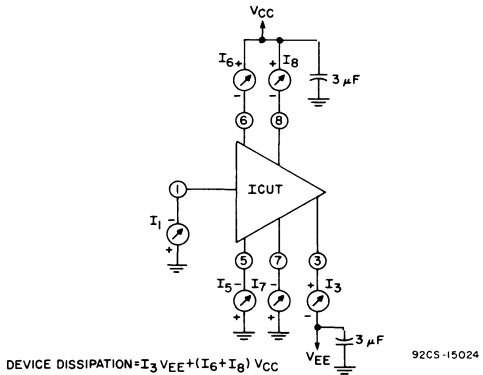 VCC
I6 + + I8
- - 3 µF
6 8
1 ICUT
I1 -
+
5 7 3
I5 - I7 - + I3
+ + -
VEE 3 µF
92CS-15024
DEVICE DISSIPATION=I3 VEE+(I6+I8) VCC